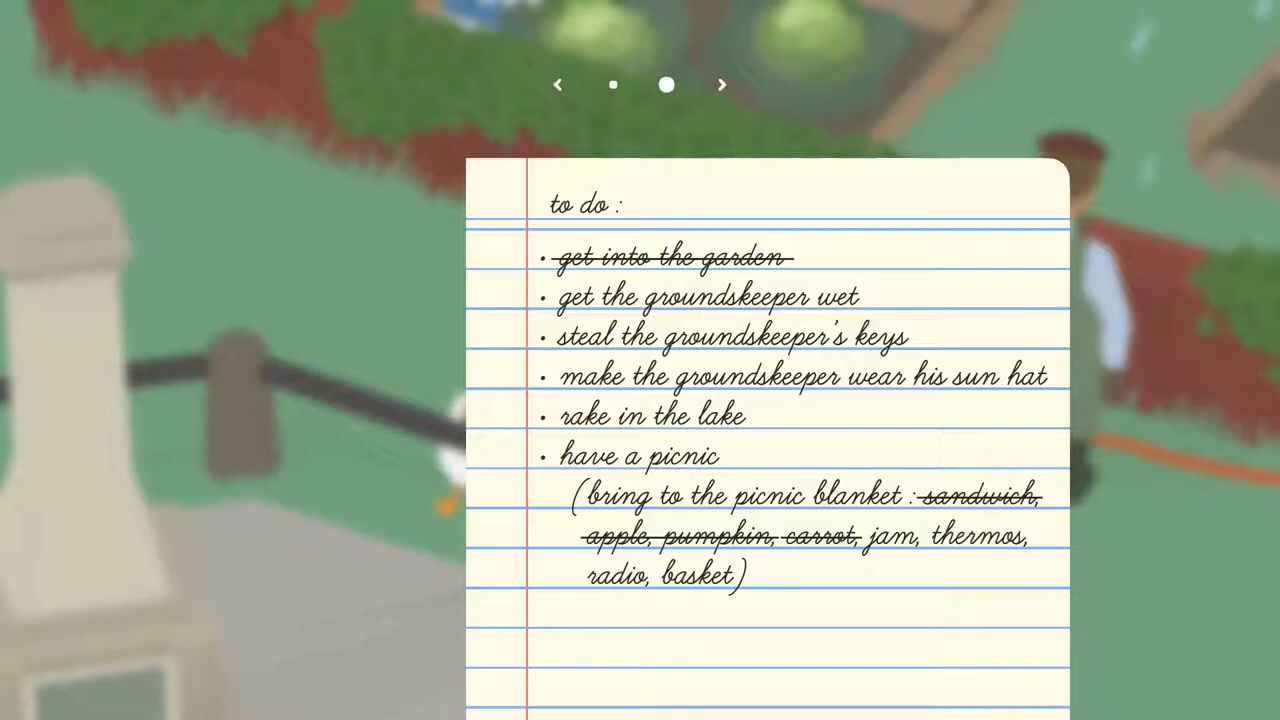 to do :
• get into the garden
• get the groundskeeper wet
• steal the groundskeeper's keys
• make the groundskeeper wear his sun hat
• rake in the lake
• have a picnic
(bring to the picnic blanket : sandwich,
apple, pumpkin, carrot, jam, thermos,
radio, basket)